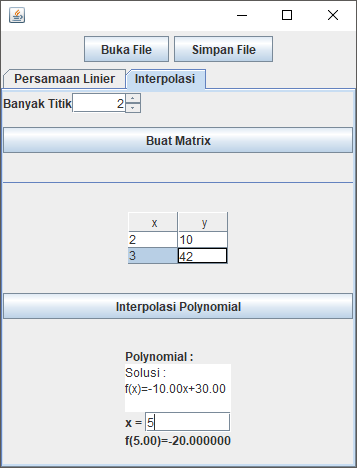 Buka File Simpan File
Persamaan Linier Interpolasi
Banyak Titik 2
Buat Matrix
x y
2 10
3 42
Interpolasi Polynomial
Polynomial :
Solusi :
f(x)=-10.00x+30.00
x = 5
f(5.00)=-20.000000